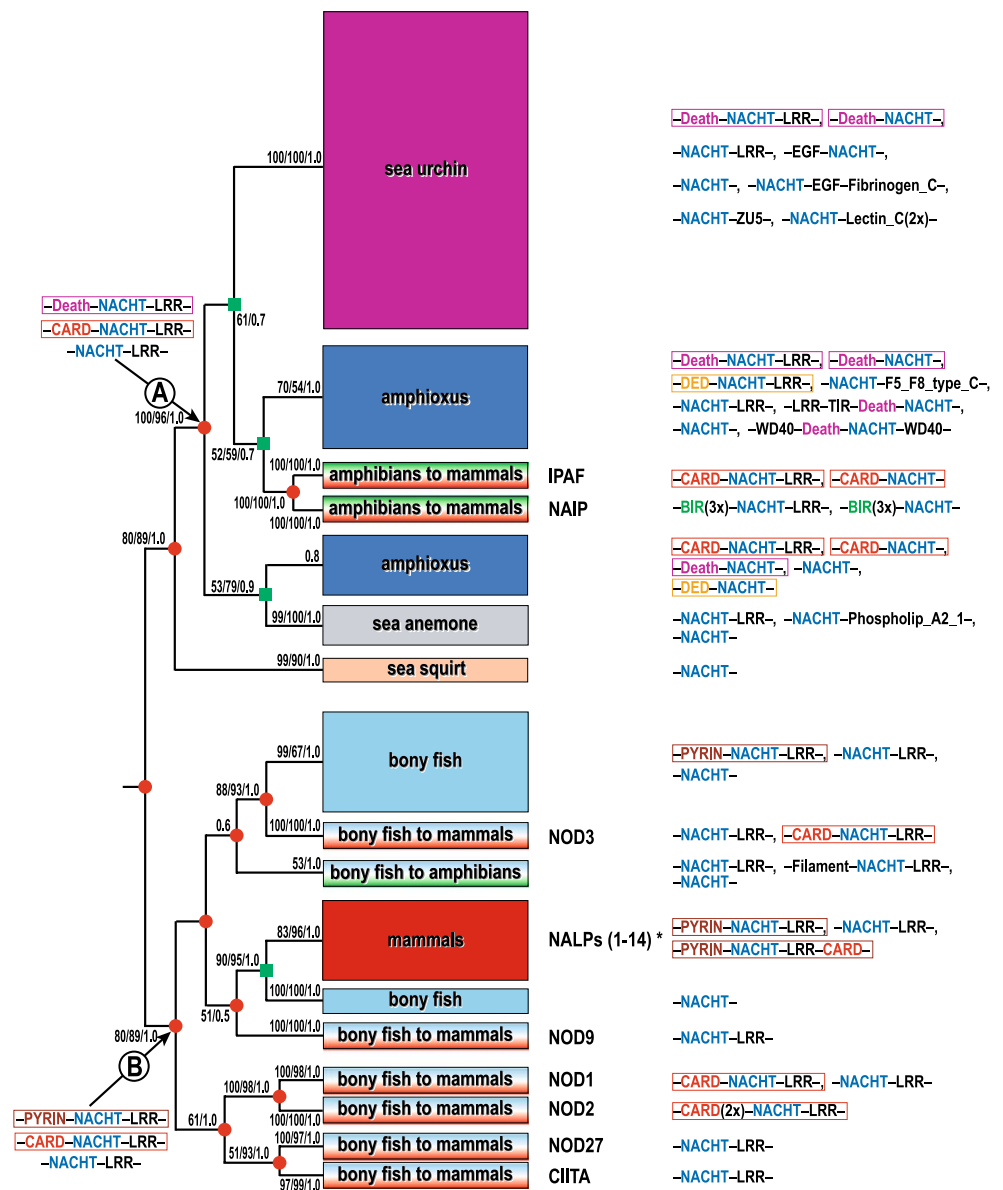 –Death–NACHT–LRR–, –Death–NACHT–,
100/100/1.0
sea urchin
–NACHT–LRR–, –EGF–NACHT–,
–NACHT–, –NACHT–EGF–Fibrinogen_C–,
–NACHT–ZU5–, –NACHT–Lectin_C(2x)–
–Death–NACHT–LRR–
–CARD–NACHT–LRR–
–NACHT–LRR–
61/0.7
A
100/96/1.0
70/54/1.0
amphioxus
–Death–NACHT–LRR–, –Death–NACHT–,
–DED–NACHT–LRR–, –NACHT–F5_F8_type_C–,
–NACHT–LRR–, –LRR–TIR–Death–NACHT–,
–NACHT–, –WD40–Death–NACHT–WD40–
52/59/0.7
100/100/1.0
amphibians to mammals
IPAF
–CARD–NACHT–LRR–, –CARD–NACHT–
100/100/1.0
amphibians to mammals
NAIP
–BIR(3x)–NACHT–LRR–, –BIR(3x)–NACHT–
100/100/1.0
80/89/1.0
0.8
amphioxus
–CARD–NACHT–LRR–, –CARD–NACHT–,
–Death–NACHT–, –NACHT–,
–DED–NACHT–
53/79/0.9
99/100/1.0
sea anemone
–NACHT–LRR–, –NACHT–Phospholip_A2_1–,
–NACHT–
99/90/1.0
sea squirt
–NACHT–
99/67/1.0
bony fish
–PYRIN–NACHT–LRR–, –NACHT–LRR–,
–NACHT–
88/93/1.0
0.6
100/100/1.0
bony fish to mammals
NOD3
–NACHT–LRR–, –CARD–NACHT–LRR–
53/1.0
bony fish to amphibians
–NACHT–LRR–, –Filament–NACHT–LRR–,
–NACHT–
83/96/1.0
mammals
NALPs (1-14) *
–PYRIN–NACHT–LRR–, –NACHT–LRR–,
–PYRIN–NACHT–LRR–CARD–
90/95/1.0
100/100/1.0
bony fish
–NACHT–
51/0.5
100/100/1.0
bony fish to mammals
NOD9
–NACHT–LRR–
80/89/1.0
B
100/98/1.0
bony fish to mammals
NOD1
–CARD–NACHT–LRR–, –NACHT–LRR–
100/98/1.0
bony fish to mammals
NOD2
–CARD(2x)–NACHT–LRR–
100/100/1.0
61/1.0
–PYRIN–NACHT–LRR–
–CARD–NACHT–LRR–
–NACHT–LRR–
100/97/1.0
bony fish to mammals
NOD27
–NACHT–LRR–
51/93/1.0
97/99/1.0
bony fish to mammals
CIITA
–NACHT–LRR–